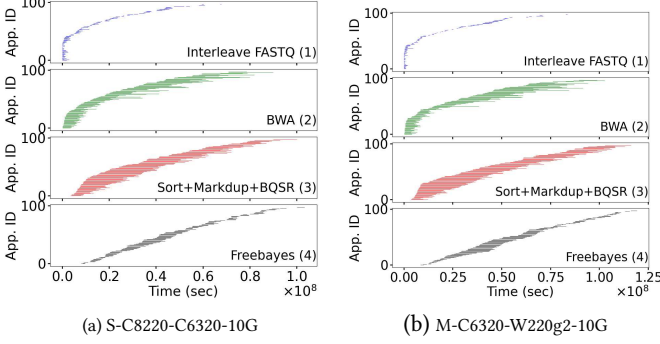 100
App. ID
0
Interleave FASTQ (1)
100
App. ID
0
BWA (2)
100
App. ID
0
Sort+Markdup+BQSR (3)
100
App. ID
0
Freebayes (4)
0.0 0.2 0.4 0.6 0.8 1.0
Time (sec)
×10⁸
(a) S-C8220-C6320-10G
100
App. ID
0
Interleave FASTQ (1)
100
App. ID
0
BWA (2)
100
App. ID
0
Sort+Markdup+BQSR (3)
100
App. ID
0
Freebayes (4)
0.00 0.25 0.50 0.75 1.00 1.25
Time (sec)
×10⁸
(b) M-C6320-W220g2-10G